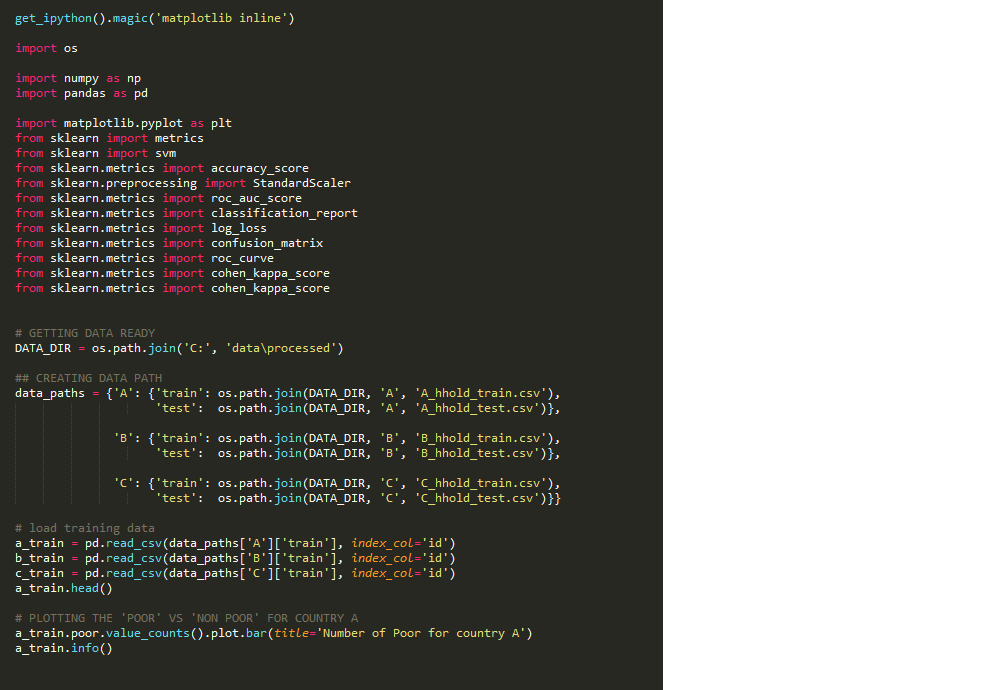 get_ipython().magic('matplotlib inline')
import os
import numpy as np
import pandas as pd
import matplotlib.pyplot as plt
from sklearn import metrics
from sklearn import svm
from sklearn.metrics import accuracy_score
from sklearn.preprocessing import StandardScaler
from sklearn.metrics import roc_auc_score
from sklearn.metrics import classification_report
from sklearn.metrics import log_loss
from sklearn.metrics import confusion_matrix
from sklearn.metrics import roc_curve
from sklearn.metrics import cohen_kappa_score
from sklearn.metrics import cohen_kappa_score
# GETTING DATA READY
DATA_DIR = os.path.join('C:', 'data\processed')
## CREATING DATA PATH
data_paths = {'A': {'train': os.path.join(DATA_DIR, 'A', 'A_hhold_train.csv'),
'test':  os.path.join(DATA_DIR, 'A', 'A_hhold_test.csv')},
'B': {'train': os.path.join(DATA_DIR, 'B', 'B_hhold_train.csv'),
'test':  os.path.join(DATA_DIR, 'B', 'B_hhold_test.csv')},
'C': {'train': os.path.join(DATA_DIR, 'C', 'C_hhold_train.csv'),
'test':  os.path.join(DATA_DIR, 'C', 'C_hhold_test.csv')}}
# load training data
a_train = pd.read_csv(data_paths['A']['train'], index_col='id')
b_train = pd.read_csv(data_paths['B']['train'], index_col='id')
c_train = pd.read_csv(data_paths['C']['train'], index_col='id')
a_train.head()
# PLOTTING THE 'POOR' VS 'NON POOR' FOR COUNTRY A
a_train.poor.value_counts().plot.bar(title='Number of Poor for country A')
a_train.info()